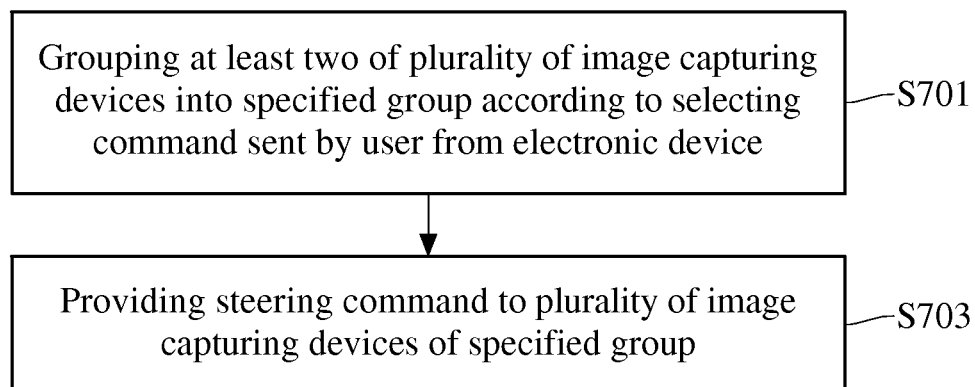 Grouping at least two of plurality of image capturing
devices into specified group according to selecting
command sent by user from electronic device
S701
Providing steering command to plurality of image
capturing devices of specified group
S703